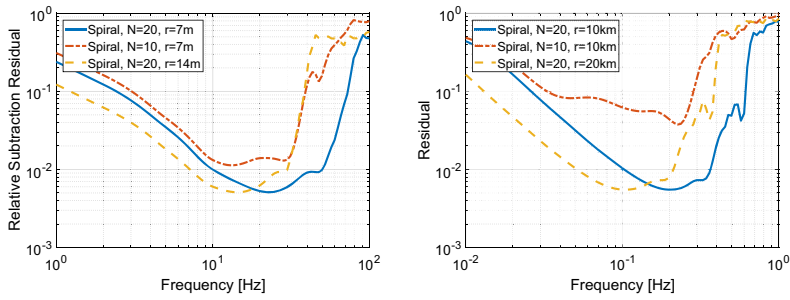 Relative Subtraction Residual
10^0
10^-1
10^-2
10^-3
Spiral, N=20, r=7m
Spiral, N=10, r=7m
Spiral, N=20, r=14m
10^0
10^1
10^2
Frequency [Hz]
Residual
10^0
10^-1
10^-2
10^-3
Spiral, N=20, r=10km
Spiral, N=10, r=10km
Spiral, N=20, r=20km
10^-2
10^-1
10^0
Frequency [Hz]